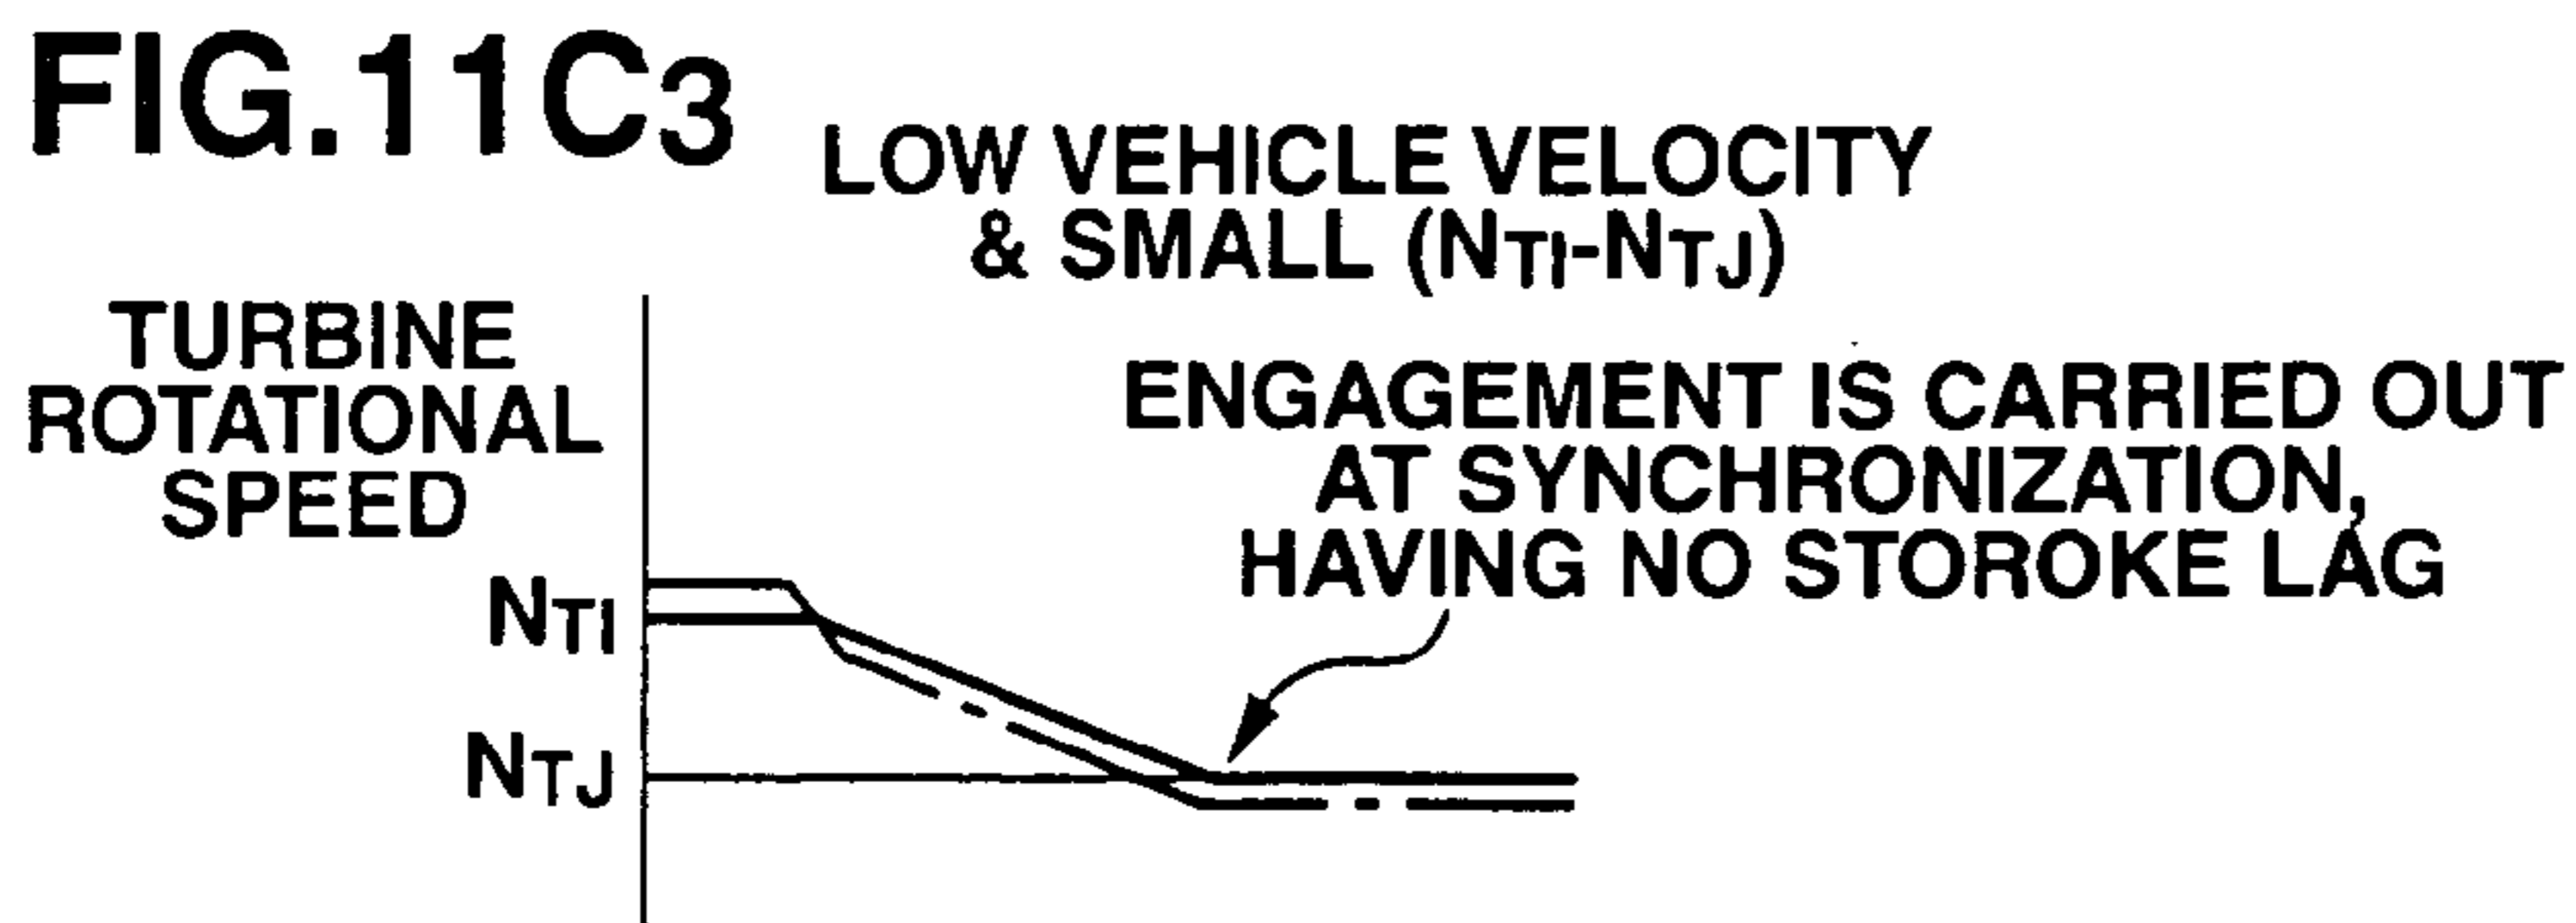 FIG.11C3
LOW VEHICLE VELOCITY
& SMALL (NTI-NTJ)
TURBINE
ROTATIONAL
SPEED
ENGAGEMENT IS CARRIED OUT
AT SYNCHRONIZATION,
HAVING NO STOROKE LAG
NTI
NTJ